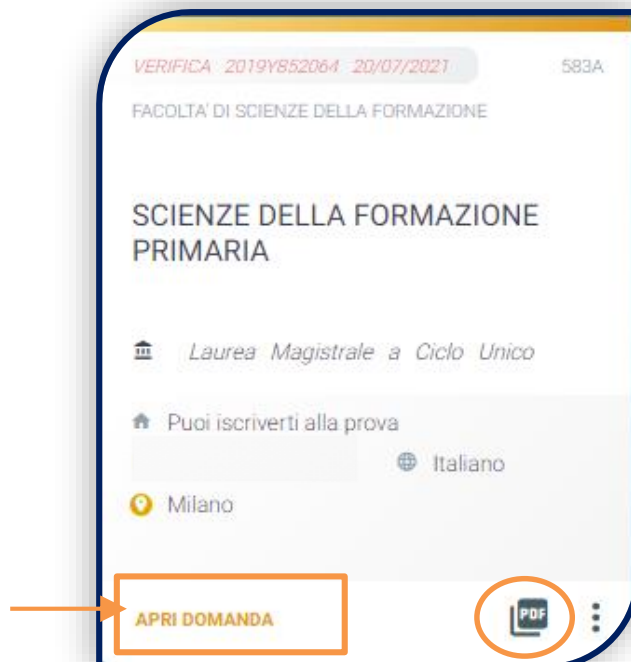 VERIFICA 2019Y852064 20/07/2021 583A
FACOLTA' DI SCIENZE DELLA FORMAZIONE
SCIENZE DELLA FORMAZIONE
PRIMARIA
Laurea Magistrale a Ciclo Unico
Puoi iscriverti alla prova
Italiano
Milano
APRI DOMANDA PDF